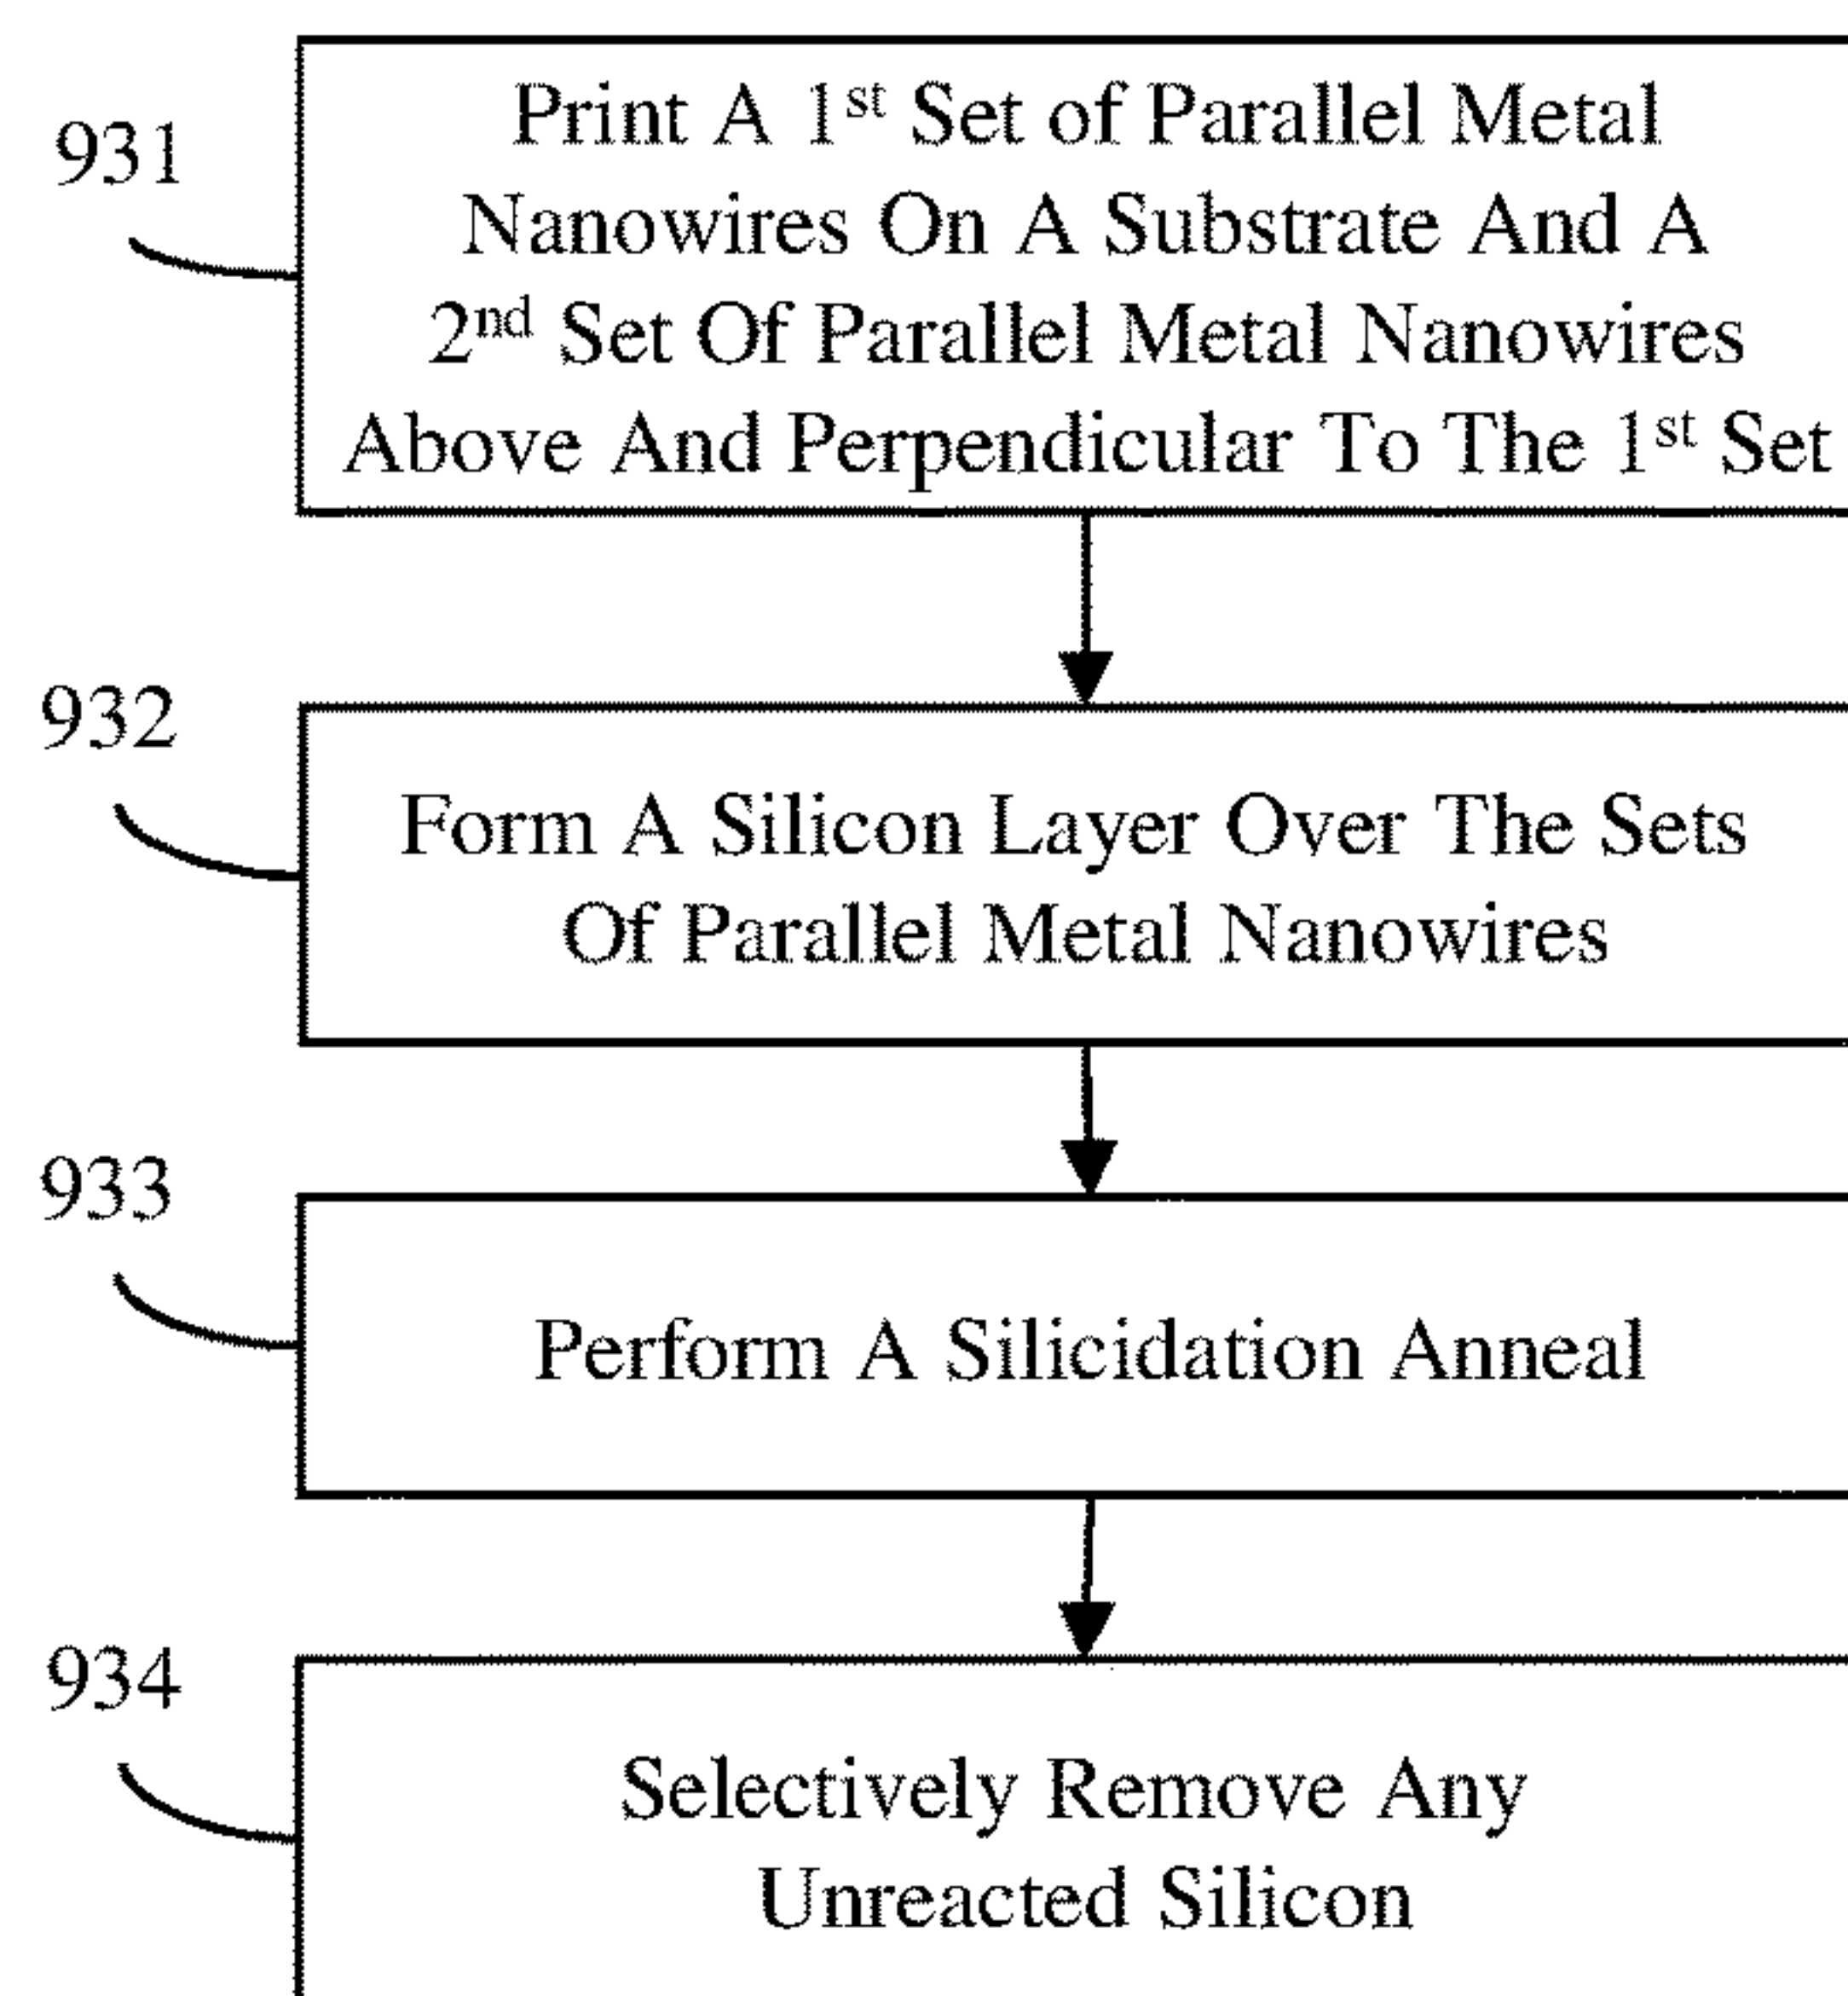 931
Print A 1st Set of Parallel Metal
Nanowires On A Substrate And A
2nd Set Of Parallel Metal Nanowires
Above And Perpendicular To The 1st Set
932
Form A Silicon Layer Over The Sets
Of Parallel Metal Nanowires
933
Perform A Silicidation Anneal
934
Selectively Remove Any
Unreacted Silicon